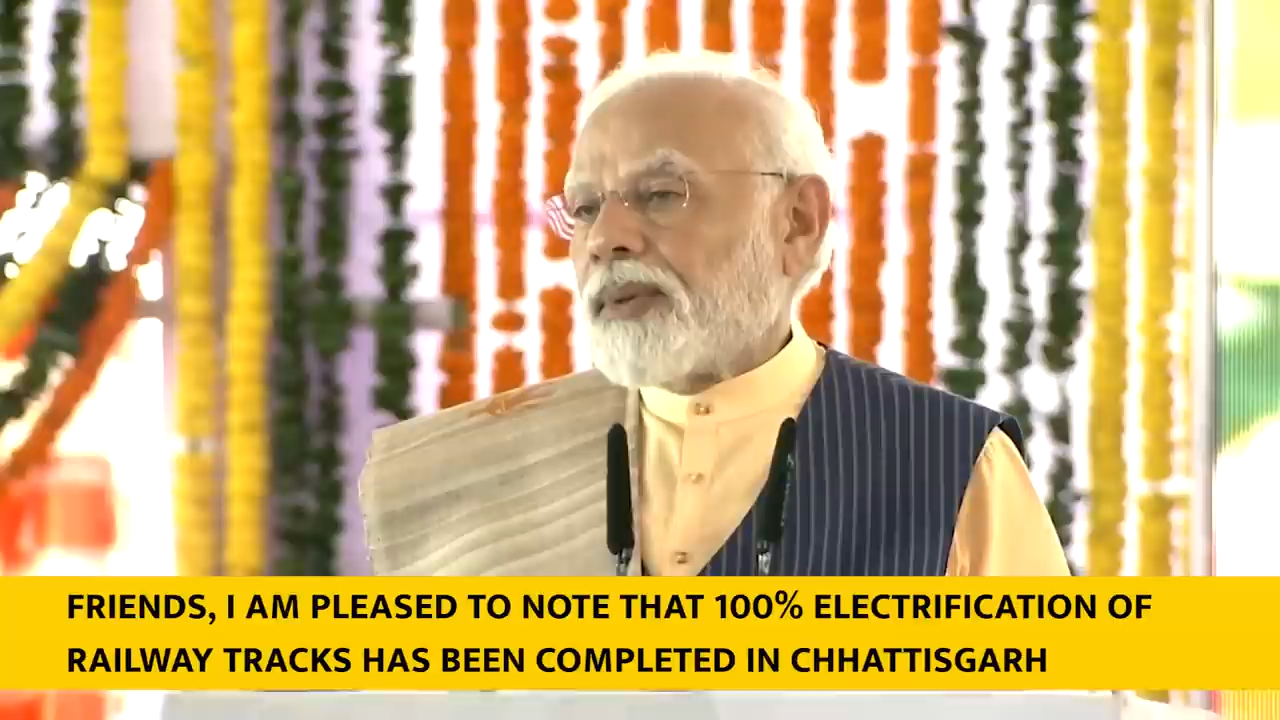 FRIENDS, I AM PLEASED TO NOTE THAT 100% ELECTRIFICATION OF
RAILWAY TRACKS HAS BEEN COMPLETED IN CHHATTISGARH